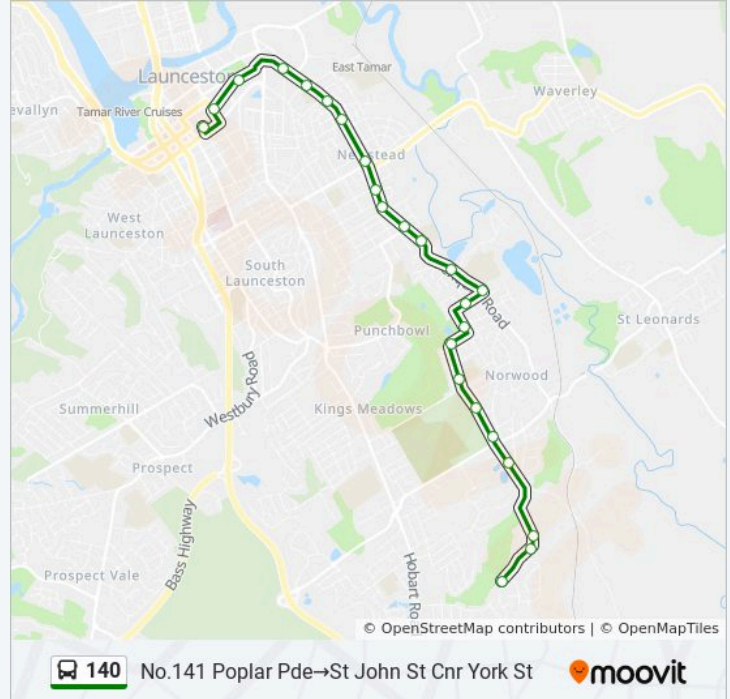 Launceston
East Tamar
Waverley
evallyn
Tamar River Cruises
Newstead
West
Launceston
South
Launceston
Road
Punchbowl
St Leonards
Norwood
Westbury Road
Summerhill
Kings Meadows
Prospect
Bass Highway
Prospect Vale
Hobart Ro
© OpenStreetMap contributors | © OpenMapTiles
140 No.141 Poplar Pde→St John St Cnr York St moovit